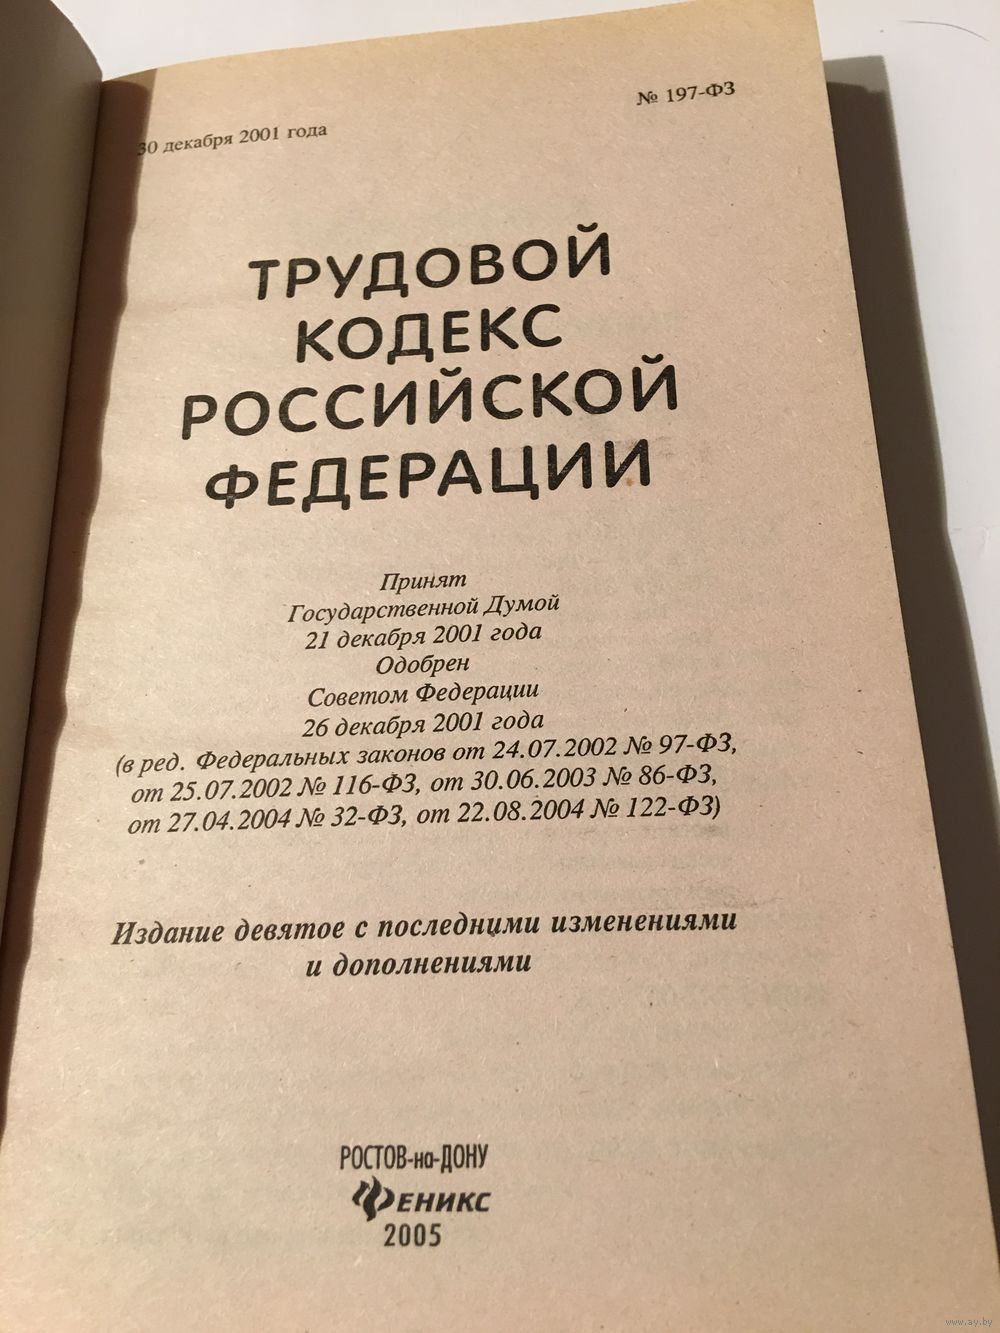 30 декабря 2001 года
№ 197-ФЗ
ТРУДОВОЙ
КОДЕКС
РОССИЙСКОЙ
ФЕДЕРАЦИИ
Принят
Государственной Думой
21 декабря 2001 года
Одобрен
Советом Федерации
26 декабря 2001 года
(в ред. Федеральных законов от 24.07.2002 № 97-ФЗ,
от 25.07.2002 № 116-ФЗ, от 30.06.2003 № 86-ФЗ,
от 27.04.2004 № 32-ФЗ, от 22.08.2004 № 122-ФЗ)
Издание девятое с последними изменениями
и дополнениями
РОСТОВ-на-ДОНУ
ФЕНИКС
2005
www.ay.by